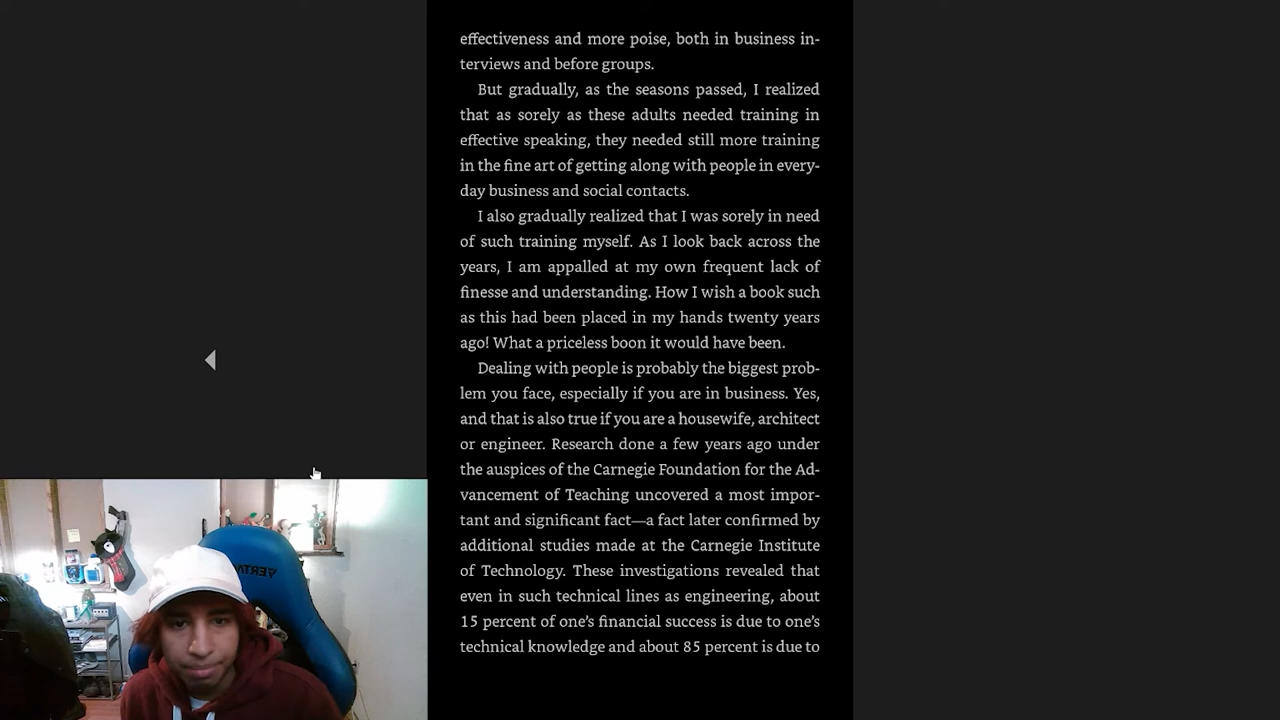 effectiveness and more poise, both in business in-
terviews and before groups.
But gradually, as the seasons passed, I realized
that as sorely as these adults needed training in
effective speaking, they needed still more training
in the fine art of getting along with people in every-
day business and social contacts.
I also gradually realized that I was sorely in need
of such training myself. As I look back across the
years, I am appalled at my own frequent lack of
finesse and understanding. How I wish a book such
as this had been placed in my hands twenty years
ago! What a priceless boon it would have been.
Dealing with people is probably the biggest prob-
lem you face, especially if you are in business. Yes,
and that is also true if you are a housewife, architect
or engineer. Research done a few years ago under
the auspices of the Carnegie Foundation for the Ad-
vancement of Teaching uncovered a most impor-
tant and significant fact—a fact later confirmed by
additional studies made at the Carnegie Institute
of Technology. These investigations revealed that
even in such technical lines as engineering, about
15 percent of one's financial success is due to one's
technical knowledge and about 85 percent is due to